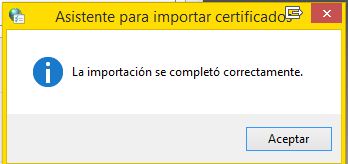 Asistente para importar certificados
La importación se completó correctamente.
Aceptar